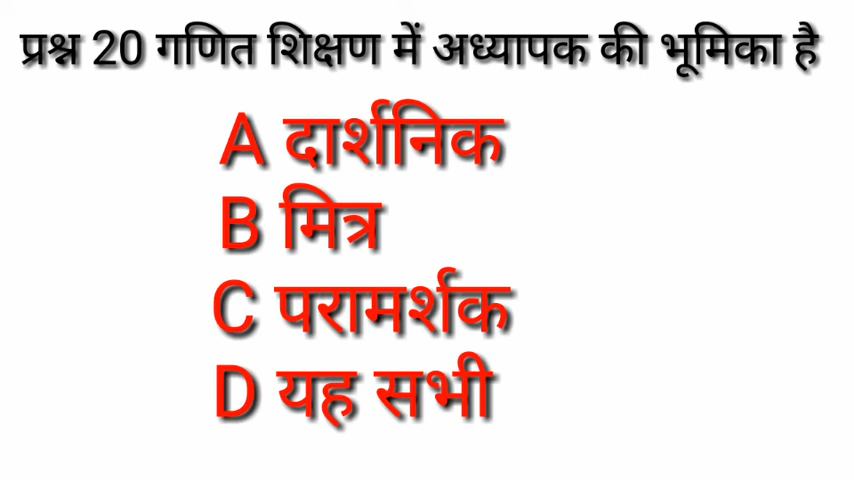 प्रश्न 20 गणित शिक्षण में अध्यापक की भूमिका है
A दार्शनिक
B मित्र
C परामर्शक
D यह सभी